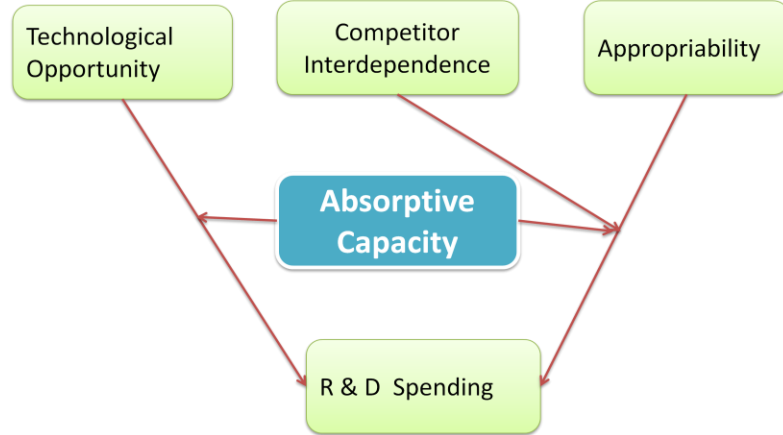 Technological
Opportunity
Competitor
Interdependence
Appropriability
Absorptive
Capacity
R & D Spending